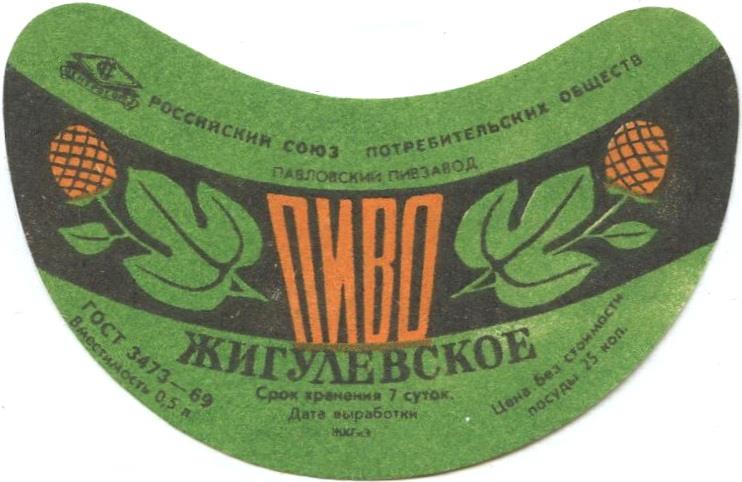 РОССИЙСКИЙ СОЮЗ ПОТРЕБИТЕЛЬСКИХ ОБЩЕСТВ
ПАВЛОВСКИЙ ПИВЗАВОД
ПИВО
ЖИГУЛЕВСКОЕ
ГОСТ 3473—69
Вместимость 0,5 л.
Срок хранения 7 суток.
Дата выработки
Цена без стоимости
посуды 25 коп.